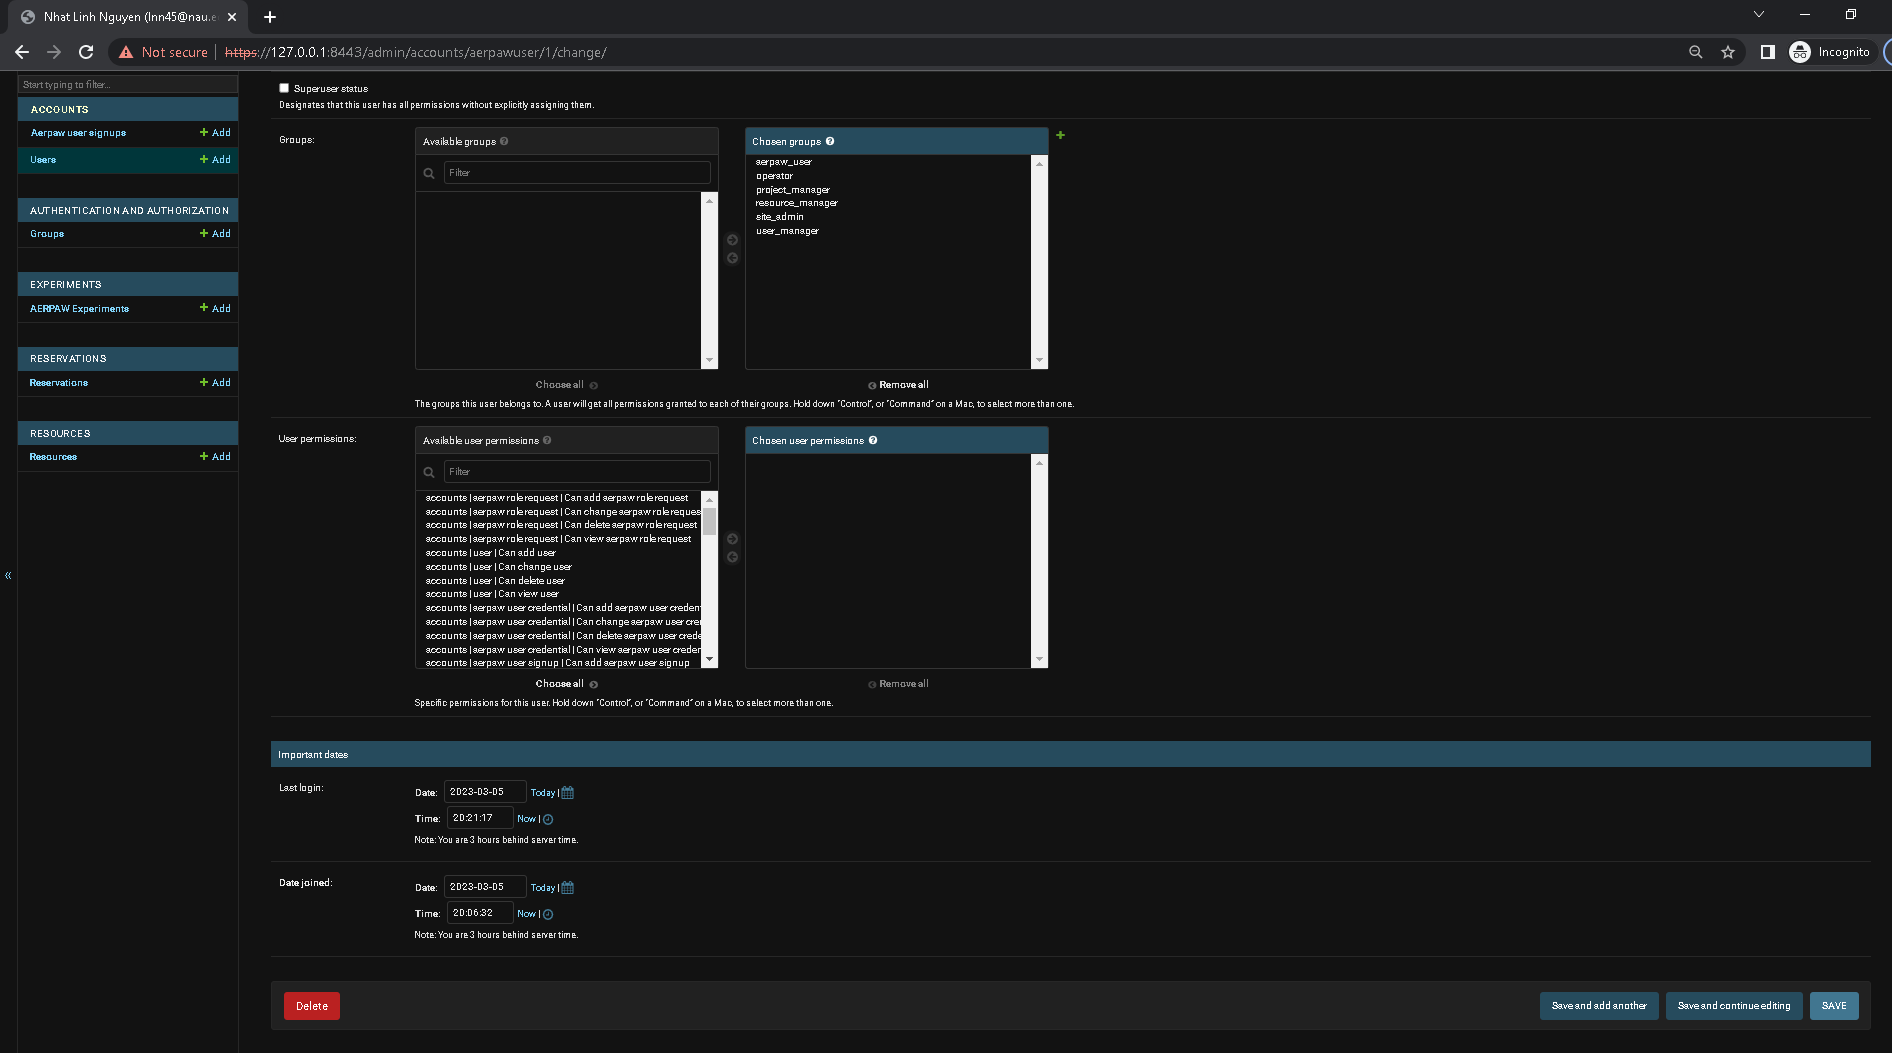 Nhat Linh Nguyen (lnn45@nau.e
Not secure
https://127.0.0.1:8443/admin/accounts/aerpawuser/1/change/
Incognito
Start typing to filter...
ACCOUNTS
Aerpaw user signups
Add
Users
Add
AUTHENTICATION AND AUTHORIZATION
Groups
Add
EXPERIMENTS
AERPAW Experiments
Add
RESERVATIONS
Reservations
Add
RESOURCES
Resources
Add
«
Superuser status
Designates that this user has all permissions without explicitly assigning them.
Groups:
Available groups ?
Filter
Choose all
Chosen groups ?
aerpaw_user
operator
project_manager
resource_manager
site_admin
user_manager
Remove all
The groups this user belongs to. A user will get all permissions granted to each of their groups. Hold down "Control", or "Command" on a Mac, to select more than one.
User permissions:
Available user permissions ?
Filter
accounts | aerpaw role request | Can add aerpaw role request
accounts | aerpaw role request | Can change aerpaw role reques
accounts | aerpaw role request | Can delete aerpaw role request
accounts | aerpaw role request | Can view aerpaw role request
accounts | user | Can add user
accounts | user | Can change user
accounts | user | Can delete user
accounts | user | Can view user
accounts | aerpaw user credential | Can add aerpaw user creden
accounts | aerpaw user credential | Can change aerpaw user cre
accounts | aerpaw user credential | Can delete aerpaw user crede
accounts | aerpaw user credential | Can view aerpaw user creden
accounts | aerpaw user signup | Can add aerpaw user signup
Choose all
Chosen user permissions ?
Remove all
Specific permissions for this user. Hold down "Control", or "Command" on a Mac, to select more than one.
Important dates
Last login:
Date: 2023-03-05 Today |
Time: 20:21:17 Now |
Note: You are 3 hours behind server time.
Date joined:
Date: 2023-03-05 Today |
Time: 20:06:32 Now |
Note: You are 3 hours behind server time.
Delete
Save and add another
Save and continue editing
SAVE